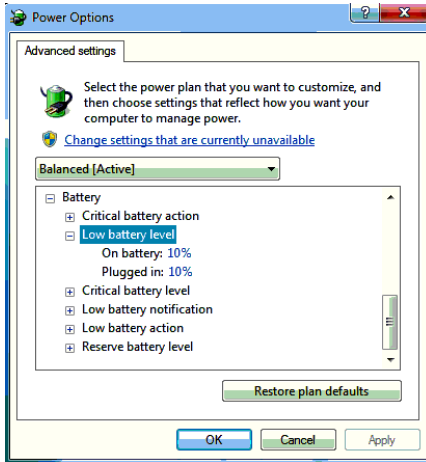 Power Options
Advanced settings
Select the power plan that you want to customize, and
then choose settings that reflect how you want your
computer to manage power.
Change settings that are currently unavailable
Balanced [Active]
Battery
Critical battery action
Low battery level
On battery: 10%
Plugged in: 10%
Critical battery level
Low battery notification
Low battery action
Reserve battery level
Restore plan defaults
OK Cancel Apply